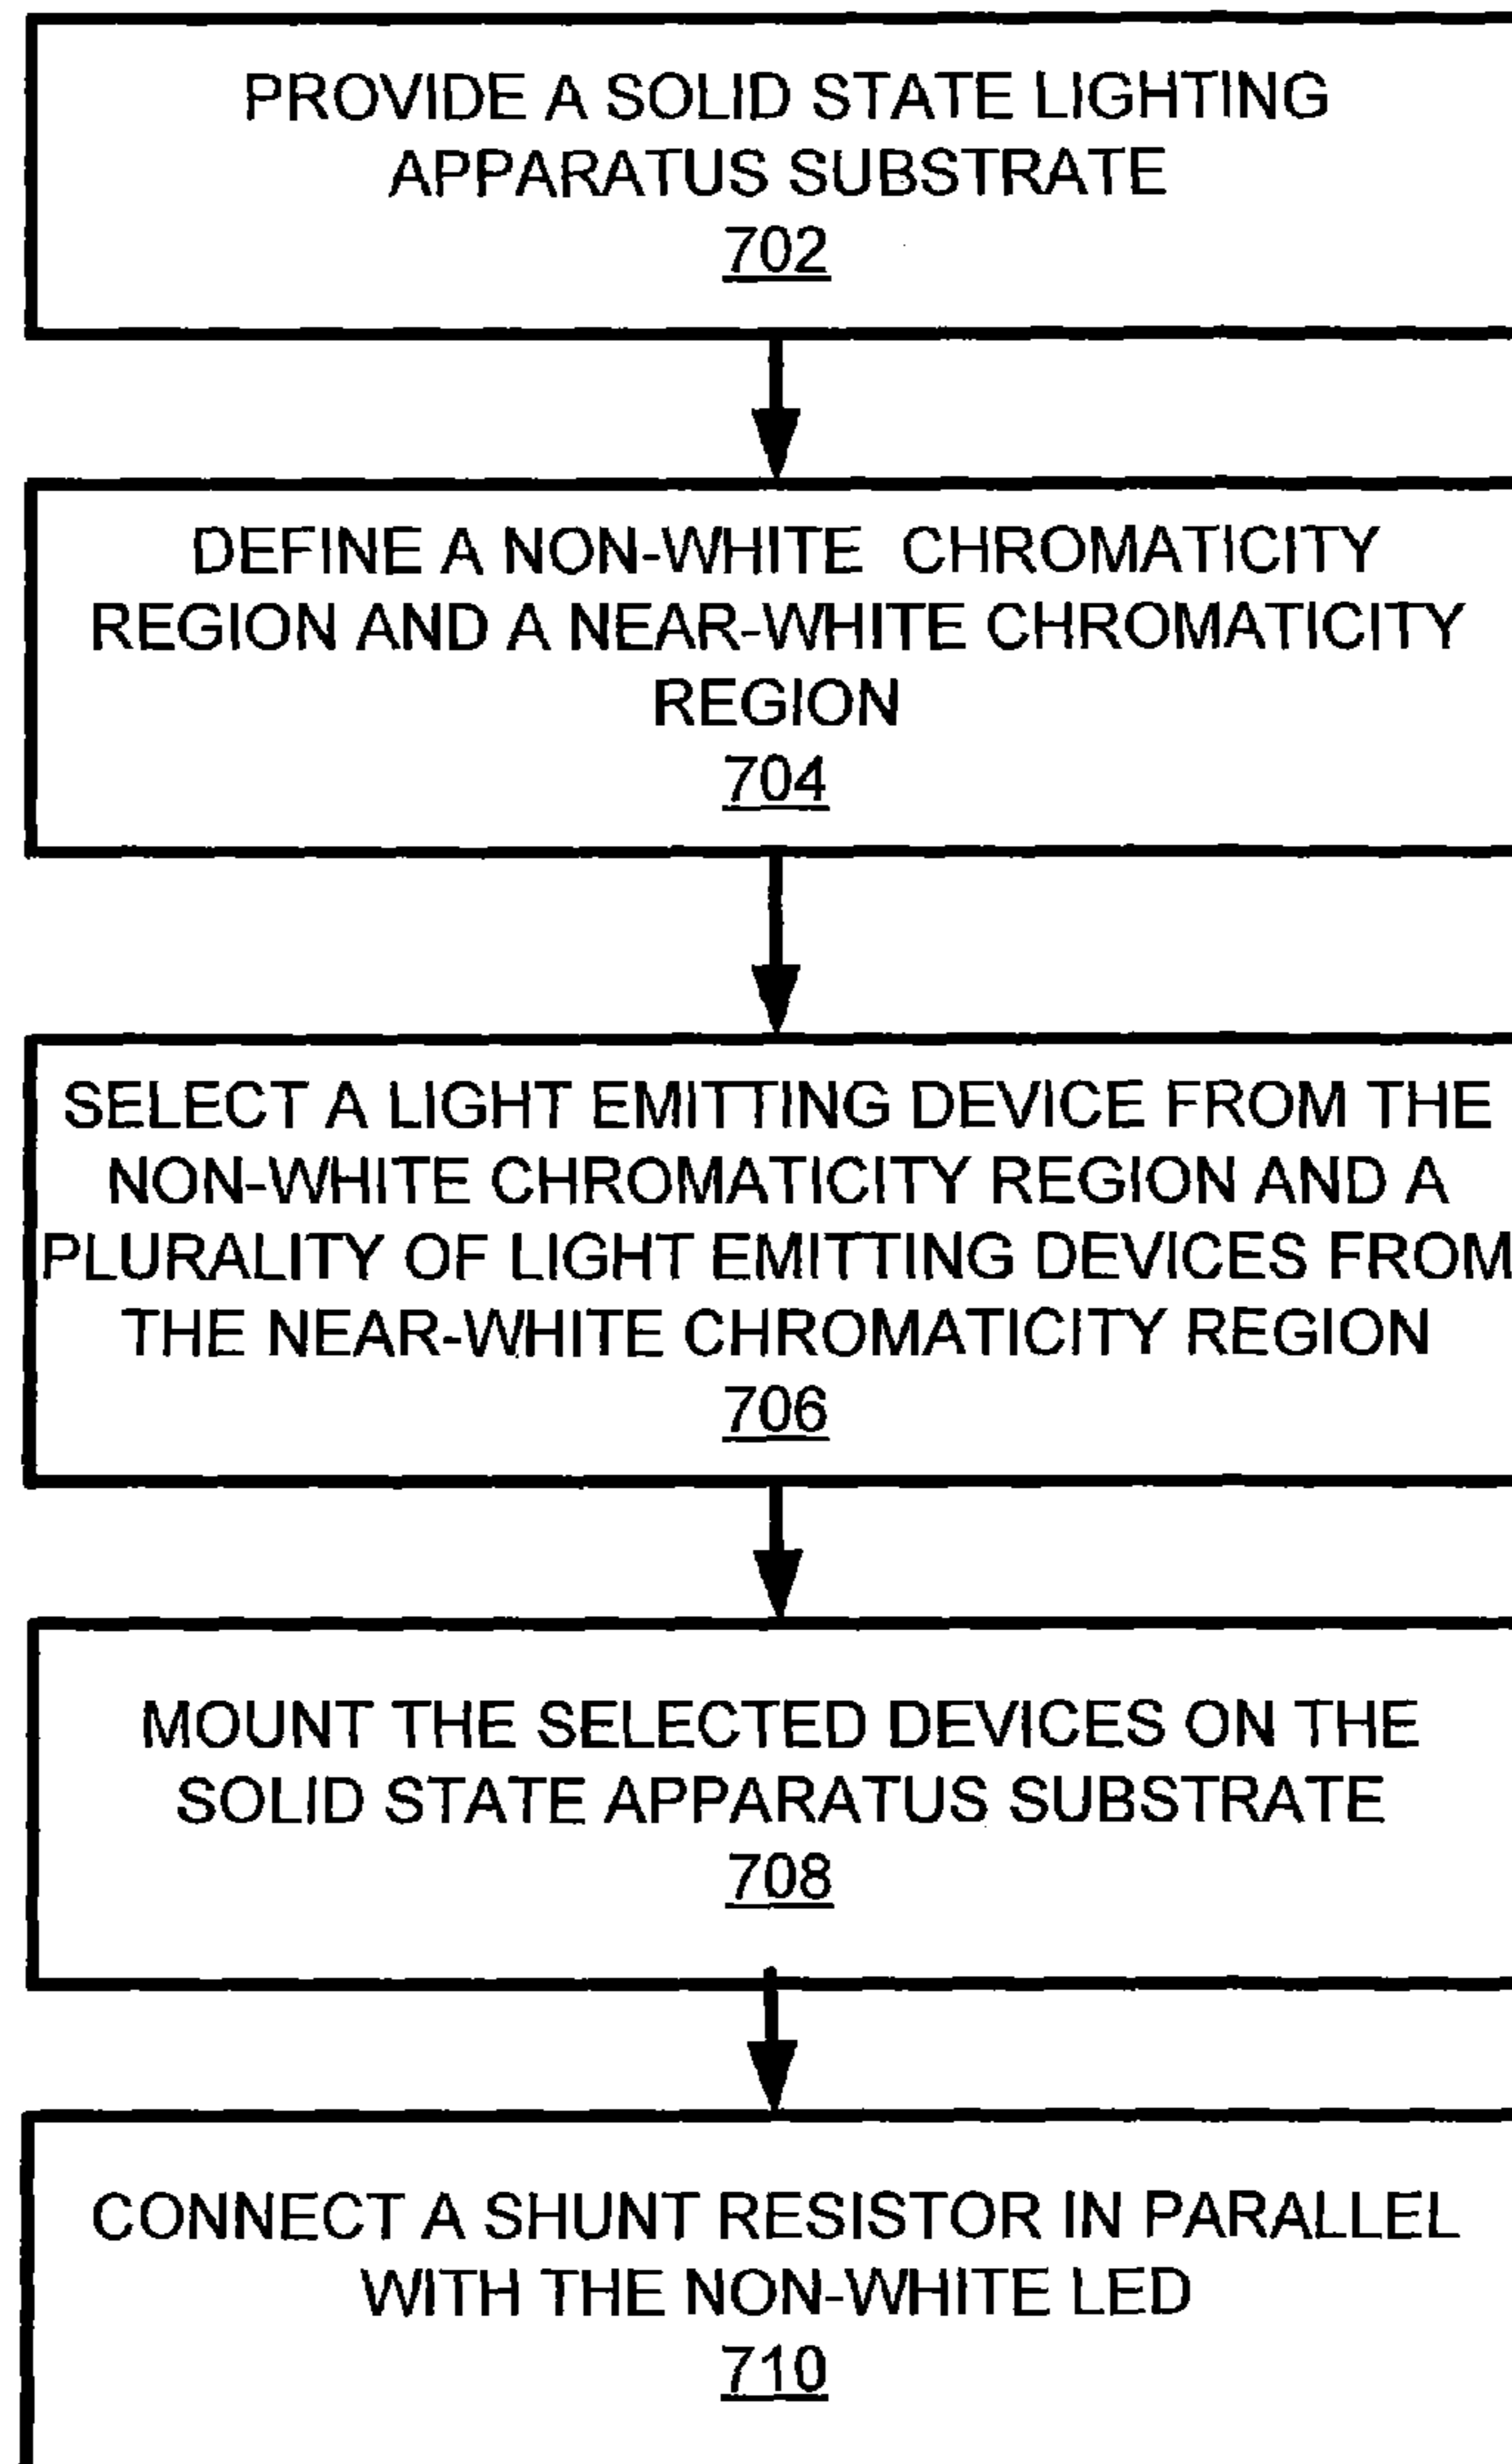 PROVIDE A SOLID STATE LIGHTING
APPARATUS SUBSTRATE
702
DEFINE A NON-WHITE CHROMATICITY
REGION AND A NEAR-WHITE CHROMATICITY
REGION
704
SELECT A LIGHT EMITTING DEVICE FROM THE
NON-WHITE CHROMATICITY REGION AND A
PLURALITY OF LIGHT EMITTING DEVICES FROM
THE NEAR-WHITE CHROMATICITY REGION
706
MOUNT THE SELECTED DEVICES ON THE
SOLID STATE APPARATUS SUBSTRATE
708
CONNECT A SHUNT RESISTOR IN PARALLEL
WITH THE NON-WHITE LED
710